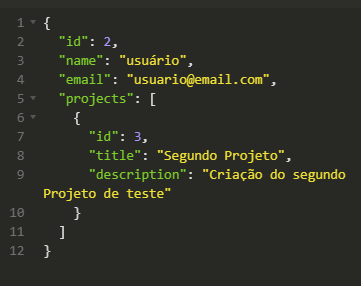 1 {
2   "id": 2,
3   "name": "usuário",
4   "email": "usuario@email.com",
5   "projects": [
6     {
7       "id": 3,
8       "title": "Segundo Projeto",
9       "description": "Criação do segundo
Projeto de teste"
10     }
11   ]
12 }